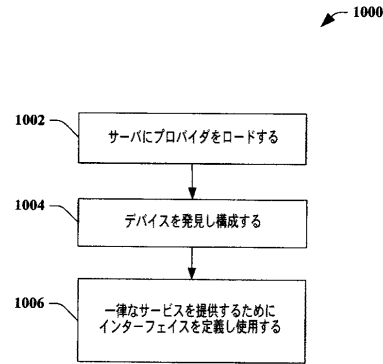 1000
1002
サーバにプロバイダをロードする
1004
デバイスを発見し構成する
1006
一律なサービスを提供するために
インターフェイスを定義し使用する